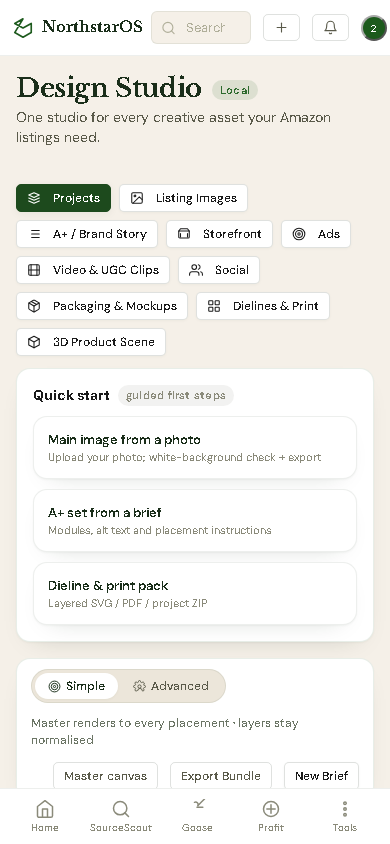 NorthstarOS
Search
2
Design Studio Local
One studio for every creative asset your Amazon
listings need.
Projects Listing Images
A+ / Brand Story Storefront Ads
Video & UGC Clips Social
Packaging & Mockups Dielines & Print
3D Product Scene
Quick start guided first steps
Main image from a photo
Upload your photo; white-background check + export
A+ set from a brief
Modules, alt text and placement instructions
Dieline & print pack
Layered SVG / PDF / project ZIP
Simple Advanced
Master renders to every placement · layers stay
normalised
Master canvas Export Bundle New Brief
Home SourceScout Goose Profit Tools